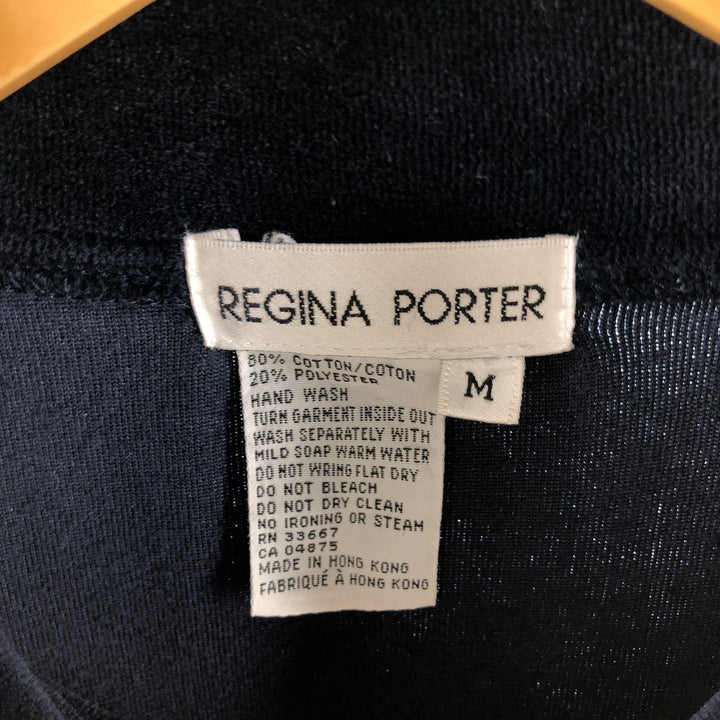 REGINA PORTER
M
80% COTTON/COTON
20% POLYESTER
HAND WASH
TURN GARMENT INSIDE OUT
WASH SEPARATELY WITH
MILD SOAP WARM WATER
DO NOT WRING FLAT DRY
DO NOT BLEACH
DO NOT DRY CLEAN
NO IRONING OR STEAM
RN 33667
CA 04875
MADE IN HONG KONG
FABRIQUÉ À HONG KONG